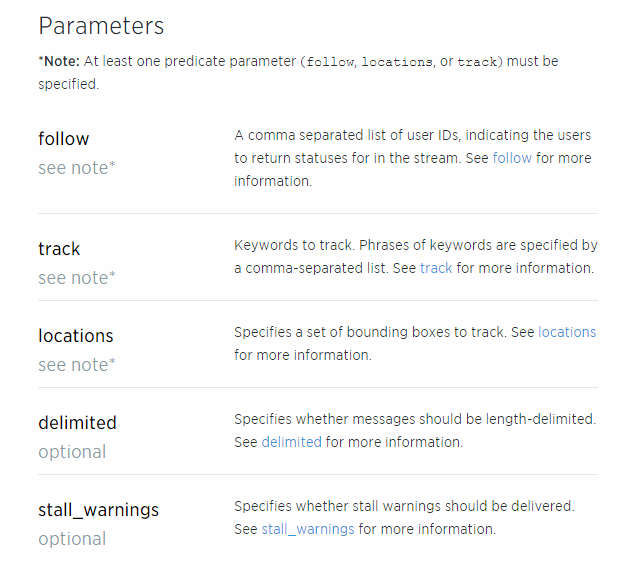 Parameters
*Note: At least one predicate parameter (follow, locations, or track) must be
specified.
follow
see note*
A comma separated list of user IDs, indicating the users
to return statuses for in the stream. See follow for more
information.
track
see note*
Keywords to track. Phrases of keywords are specified by
a comma-separated list. See track for more information.
locations
see note*
Specifies a set of bounding boxes to track. See locations
for more information.
delimited
optional
Specifies whether messages should be length-delimited.
See delimited for more information.
stall_warnings
optional
Specifies whether stall warnings should be delivered.
See stall_warnings for more information.